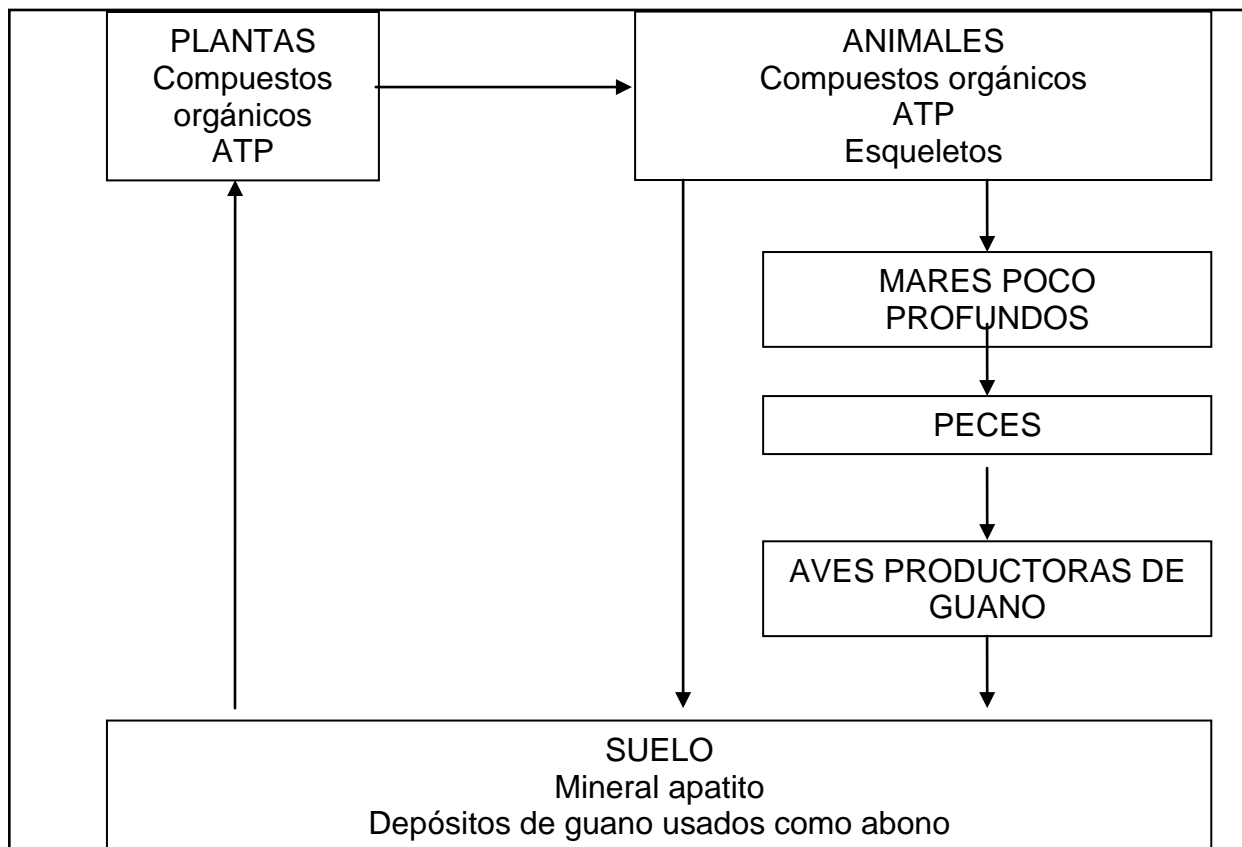 PLANTAS
Compuestos
orgánicos
ATP
ANIMALES
Compuestos orgánicos
ATP
Esqueletos
MARES POCO
PROFUNDOS
PECES
AVES PRODUCTORAS DE
GUANO
SUELO
Mineral apatito
Depósitos de guano usados como abono